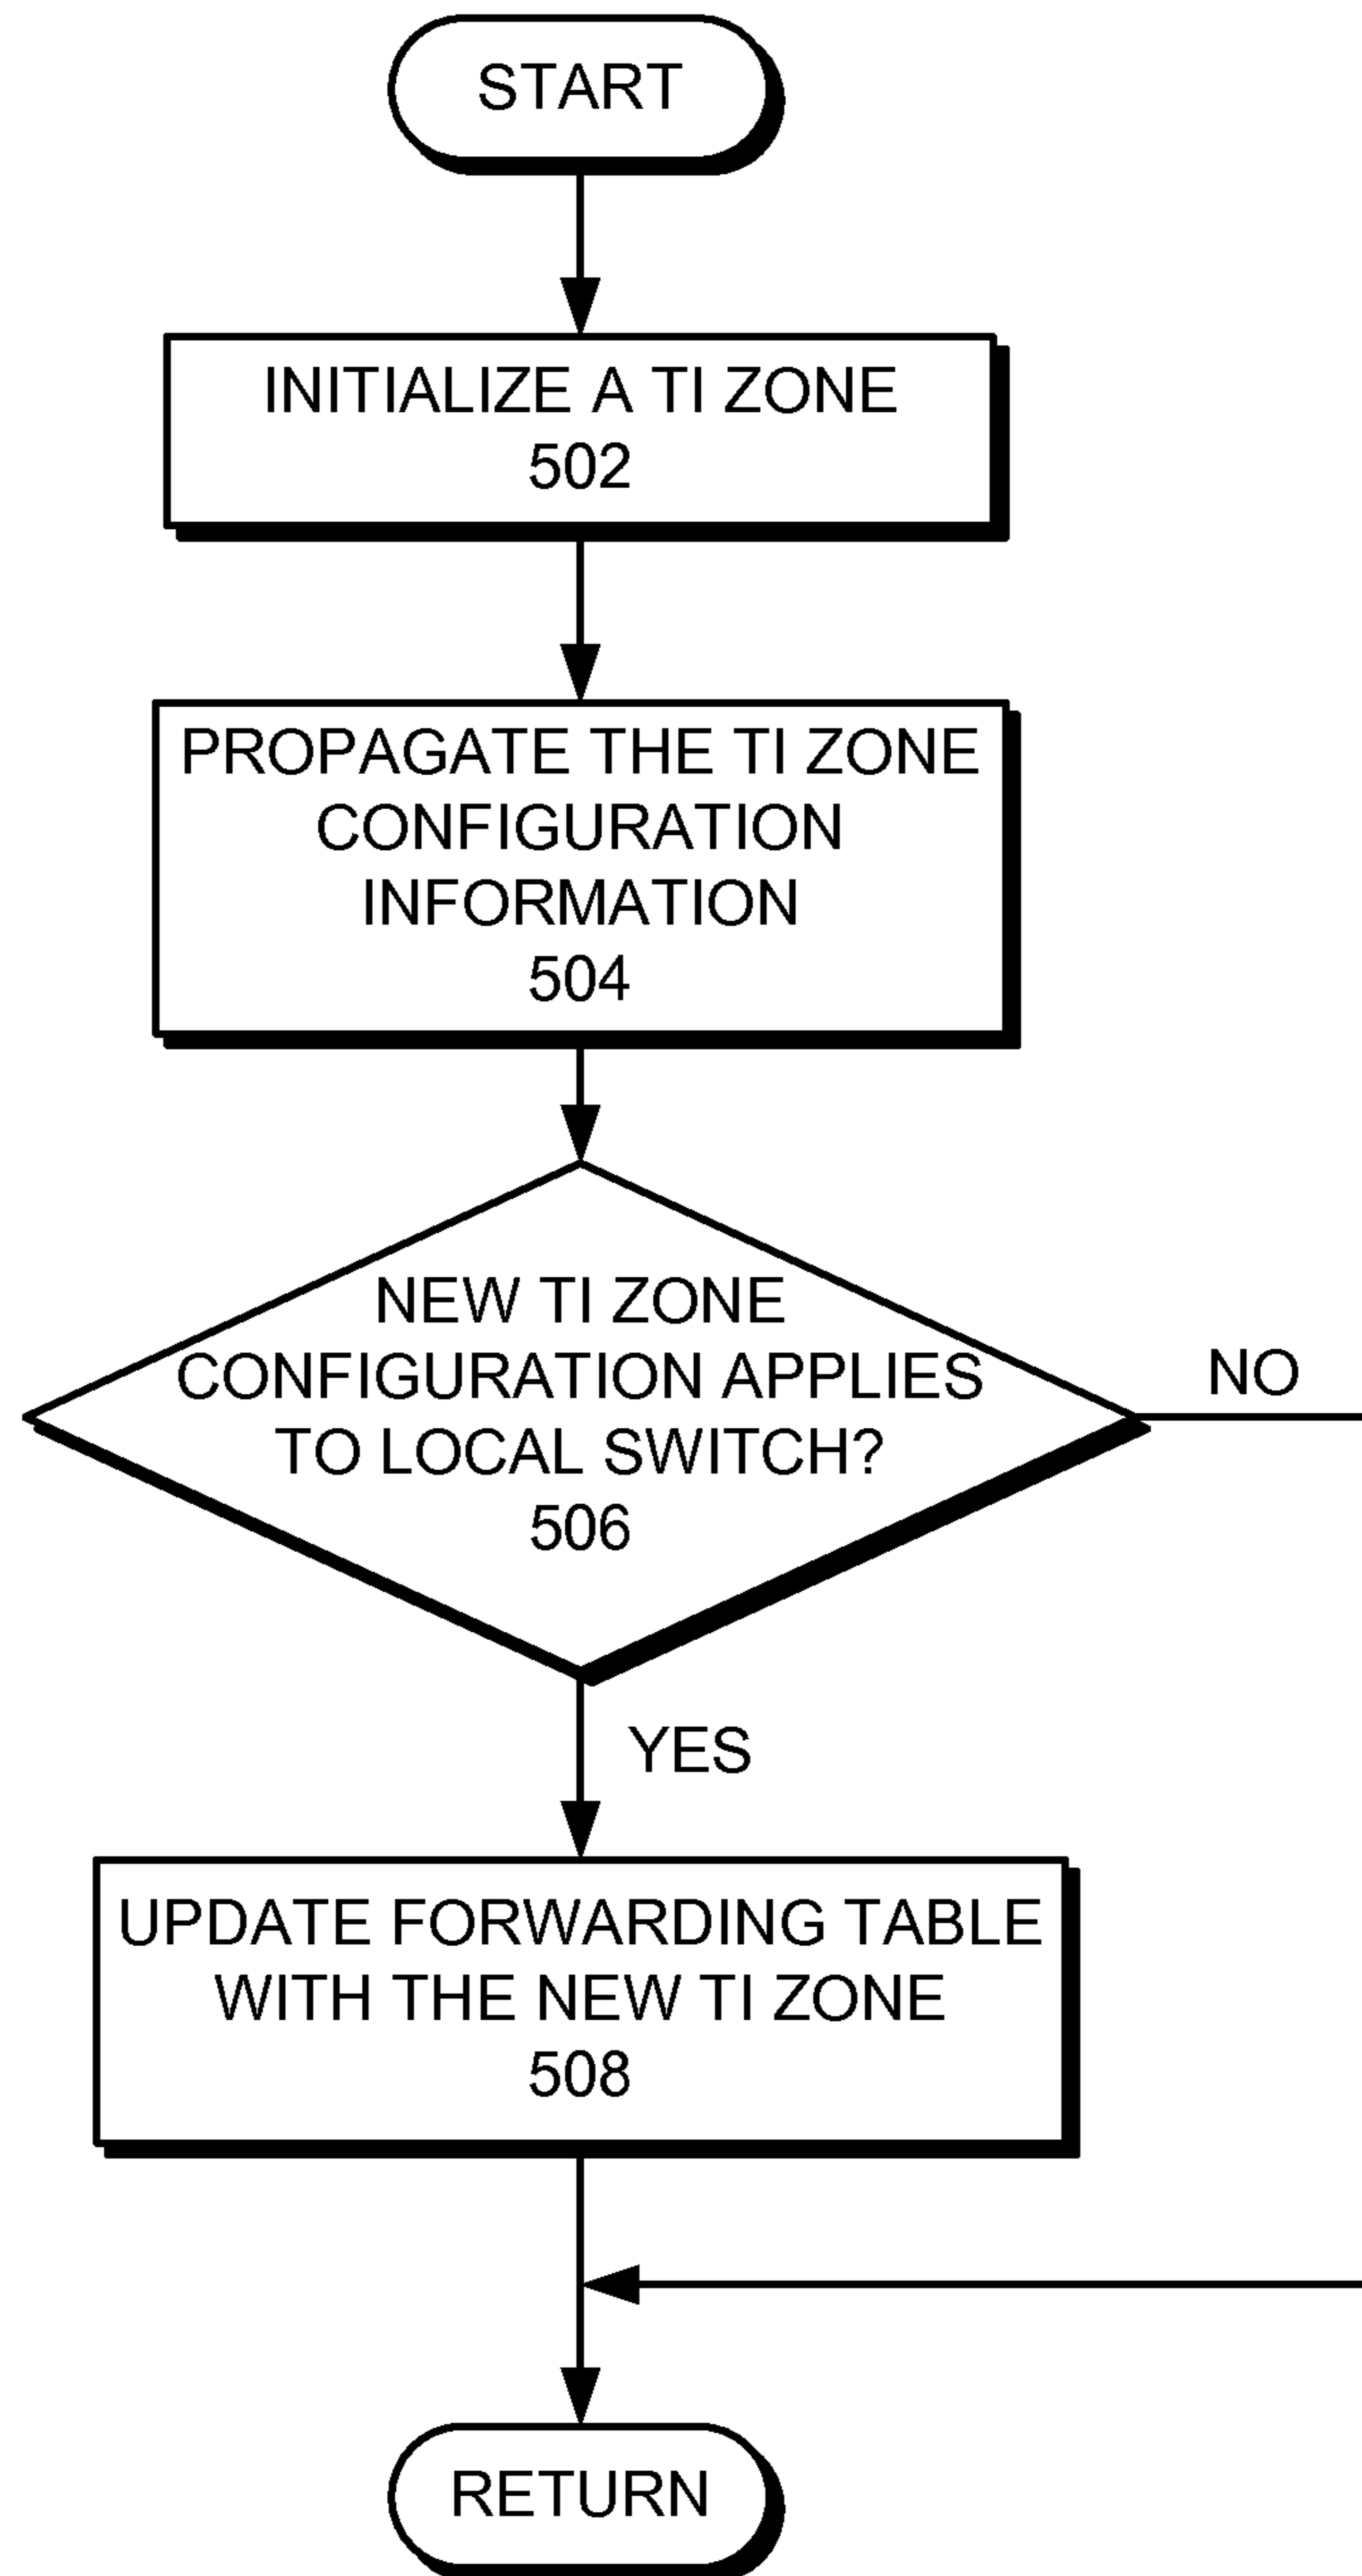 START
INITIALIZE A TI ZONE
502
PROPAGATE THE TI ZONE
CONFIGURATION
INFORMATION
504
NEW TI ZONE
CONFIGURATION APPLIES
TO LOCAL SWITCH?
506
NO
YES
UPDATE FORWARDING TABLE
WITH THE NEW TI ZONE
508
RETURN